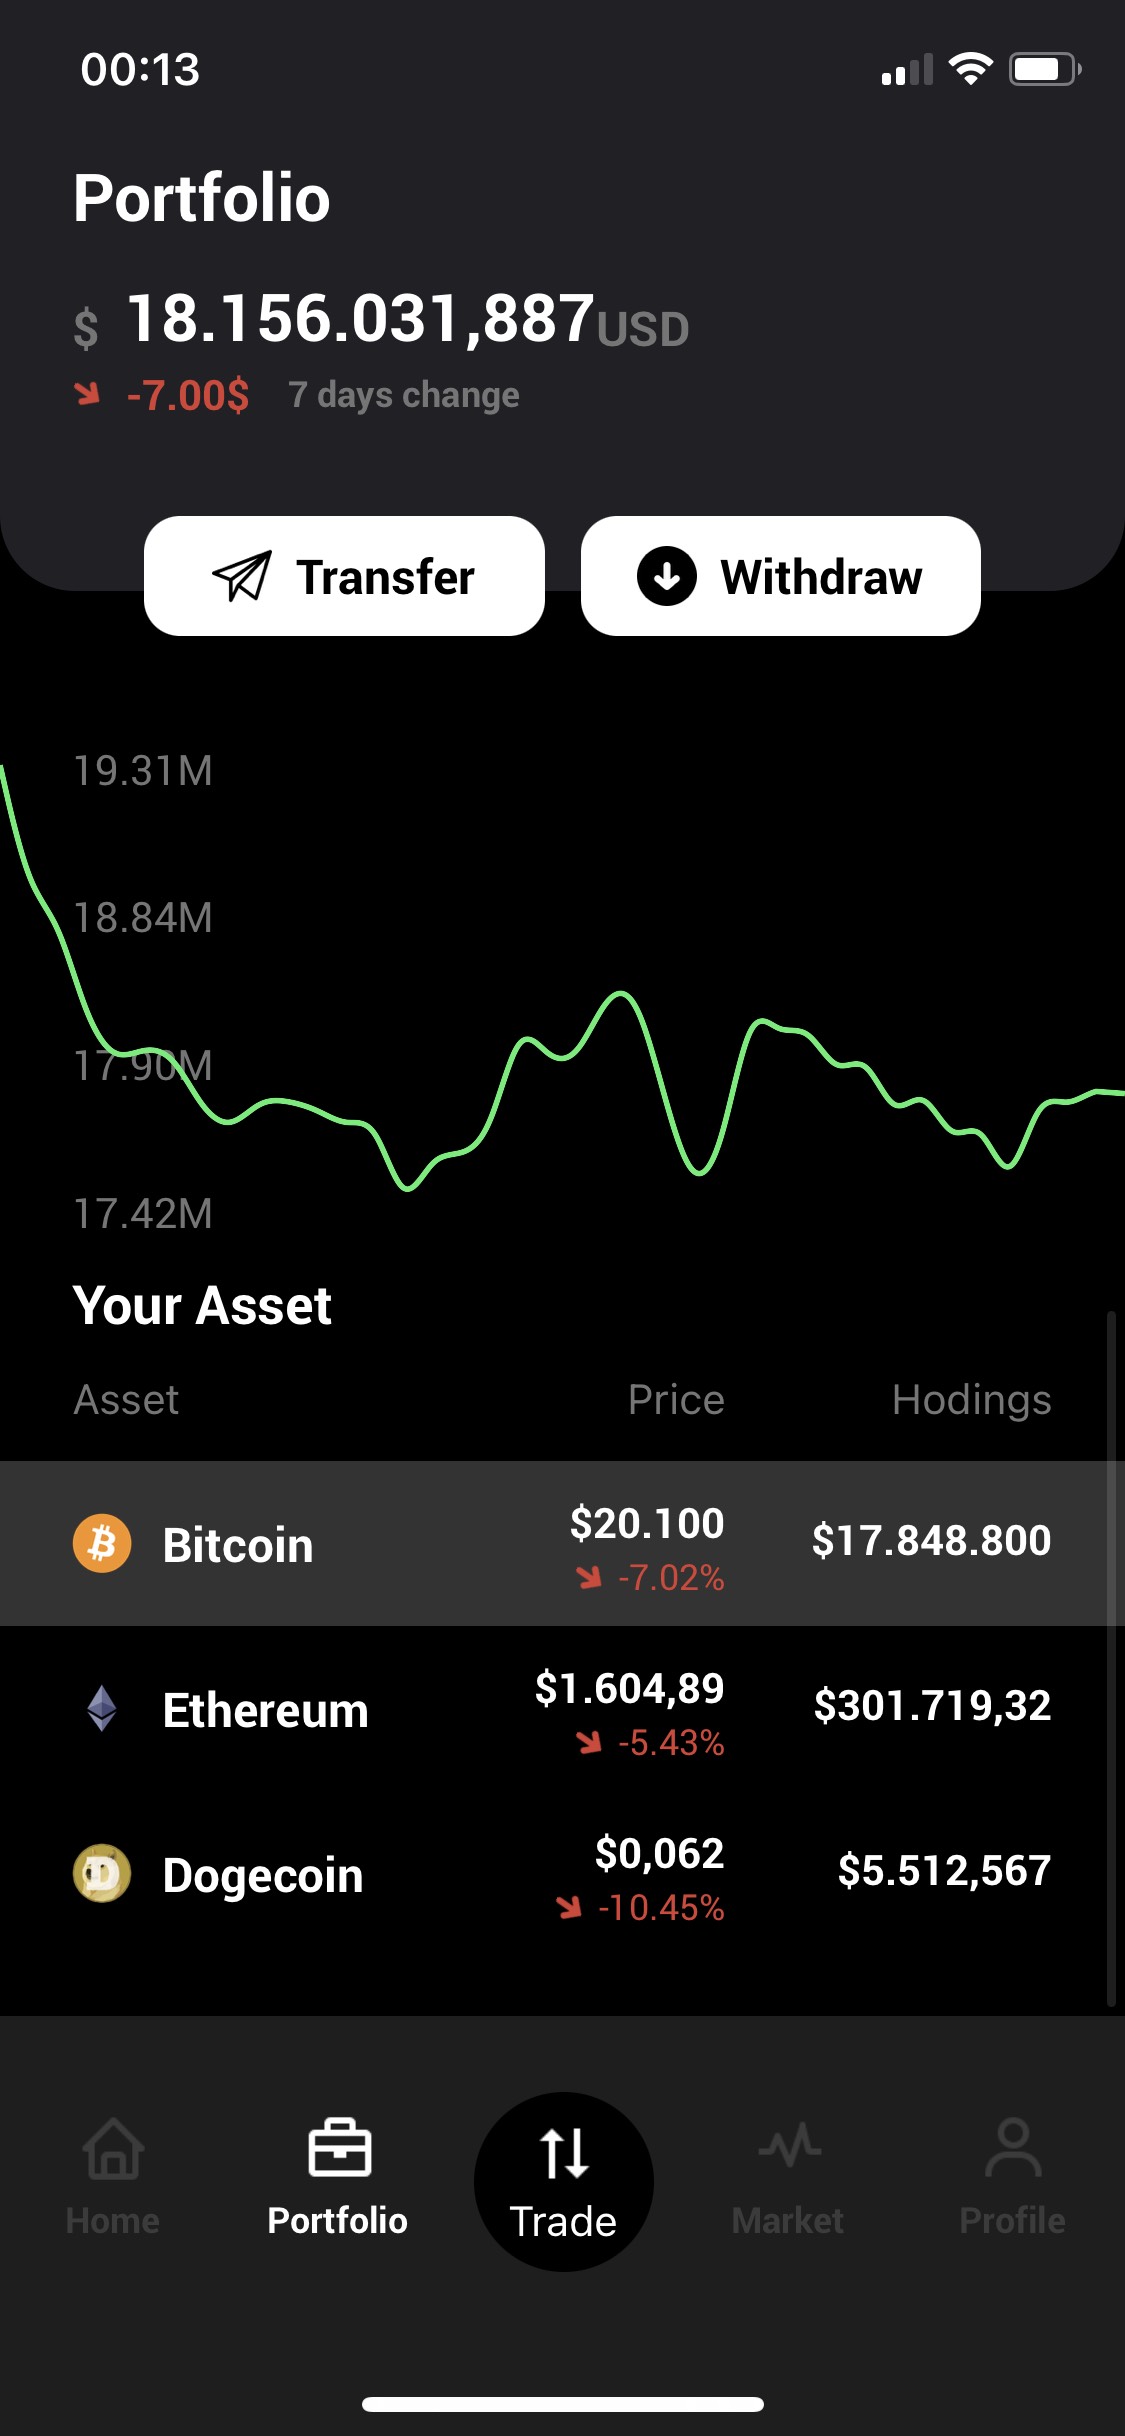 00:13
Portfolio
$ 18.156.031,887 USD
-7.00$ 7 days change
Transfer Withdraw
19.31M
18.84M
17.90M
17.42M
Your Asset
Asset Price Hodings
Bitcoin $20.100 $17.848.800
-7.02%
Ethereum $1.604,89 $301.719,32
-5.43%
Dogecoin $0,062 $5.512,567
-10.45%
Home Portfolio Trade Market Profile